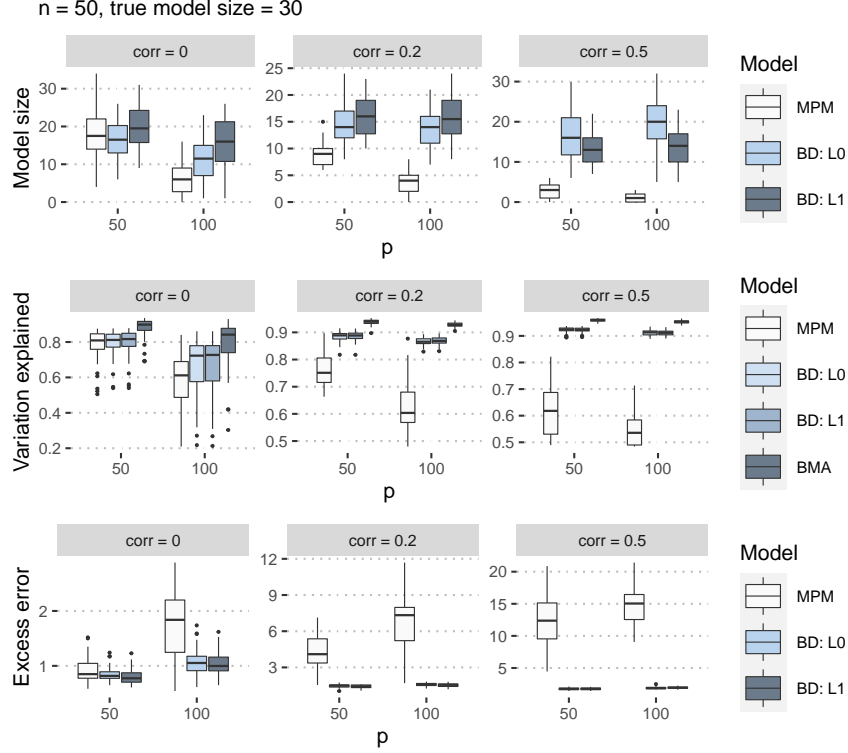 n = 50, true model size = 30
corr = 0
corr = 0.2
corr = 0.5
Model size
30
20
10
0
25
20
15
10
5
0
30
20
10
0
50
100
50
100
50
100
p
Model
MPM
BD: L0
BD: L1
corr = 0
corr = 0.2
corr = 0.5
Variation explained
0.8
0.6
0.4
0.2
0.9
0.8
0.7
0.6
0.5
0.9
0.8
0.7
0.6
0.5
50
100
50
100
50
100
p
Model
MPM
BD: L0
BD: L1
BMA
corr = 0
corr = 0.2
corr = 0.5
Excess error
2
1
12
9
6
3
20
15
10
5
50
100
50
100
50
100
p
Model
MPM
BD: L0
BD: L1